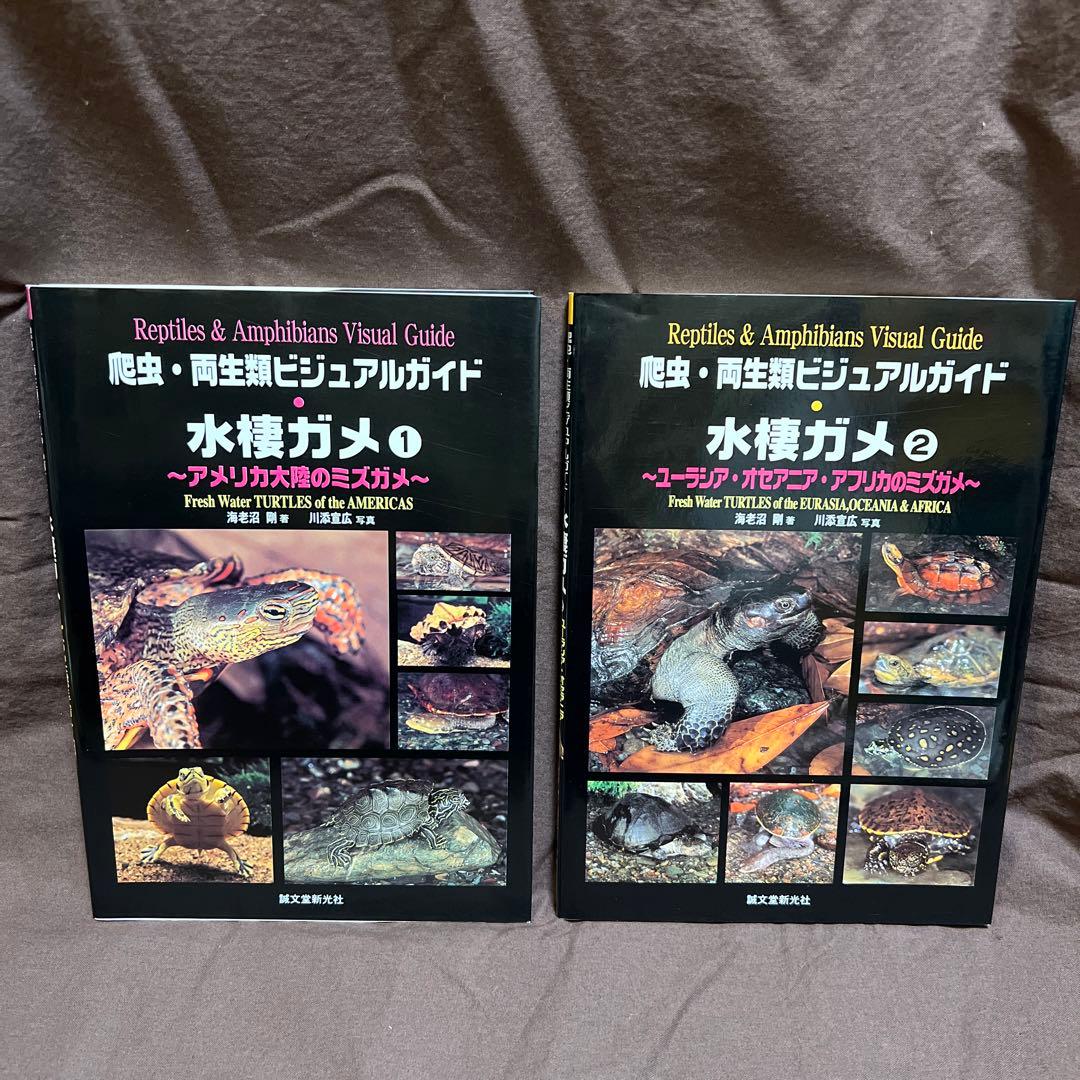 Reptiles & Amphibians Visual Guide
爬虫・両生類ビジュアルガイド
水棲ガメ❶
～アメリカ大陸のミズガメ～
Fresh Water TURTLES of the AMERICAS
海老沼 剛 著 川添宣広 写真
誠文堂新光社
Reptiles & Amphibians Visual Guide
爬虫・両生類ビジュアルガイド
水棲ガメ❷
～ユーラシア・オセアニア・アフリカのミズガメ～
Fresh Water TURTLES of the EURASIA,OCEANIA & AFRICA
海老沼 剛 著 川添宣広 写真
誠文堂新光社